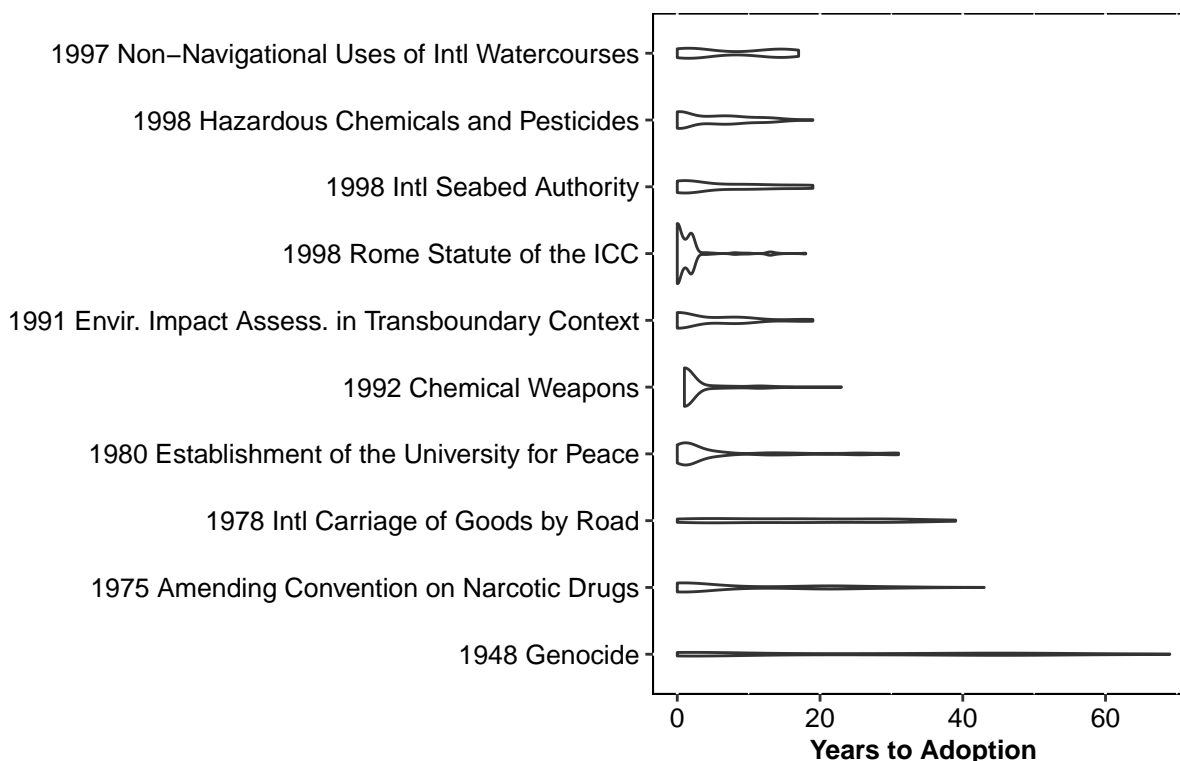 1997 Non−Navigational Uses of Intl Watercourses
1998 Hazardous Chemicals and Pesticides
1998 Intl Seabed Authority
1998 Rome Statute of the ICC
1991 Envir. Impact Assess. in Transboundary Context
1992 Chemical Weapons
1980 Establishment of the University for Peace
1978 Intl Carriage of Goods by Road
1975 Amending Convention on Narcotic Drugs
1948 Genocide
0 20 40 60
Years to Adoption